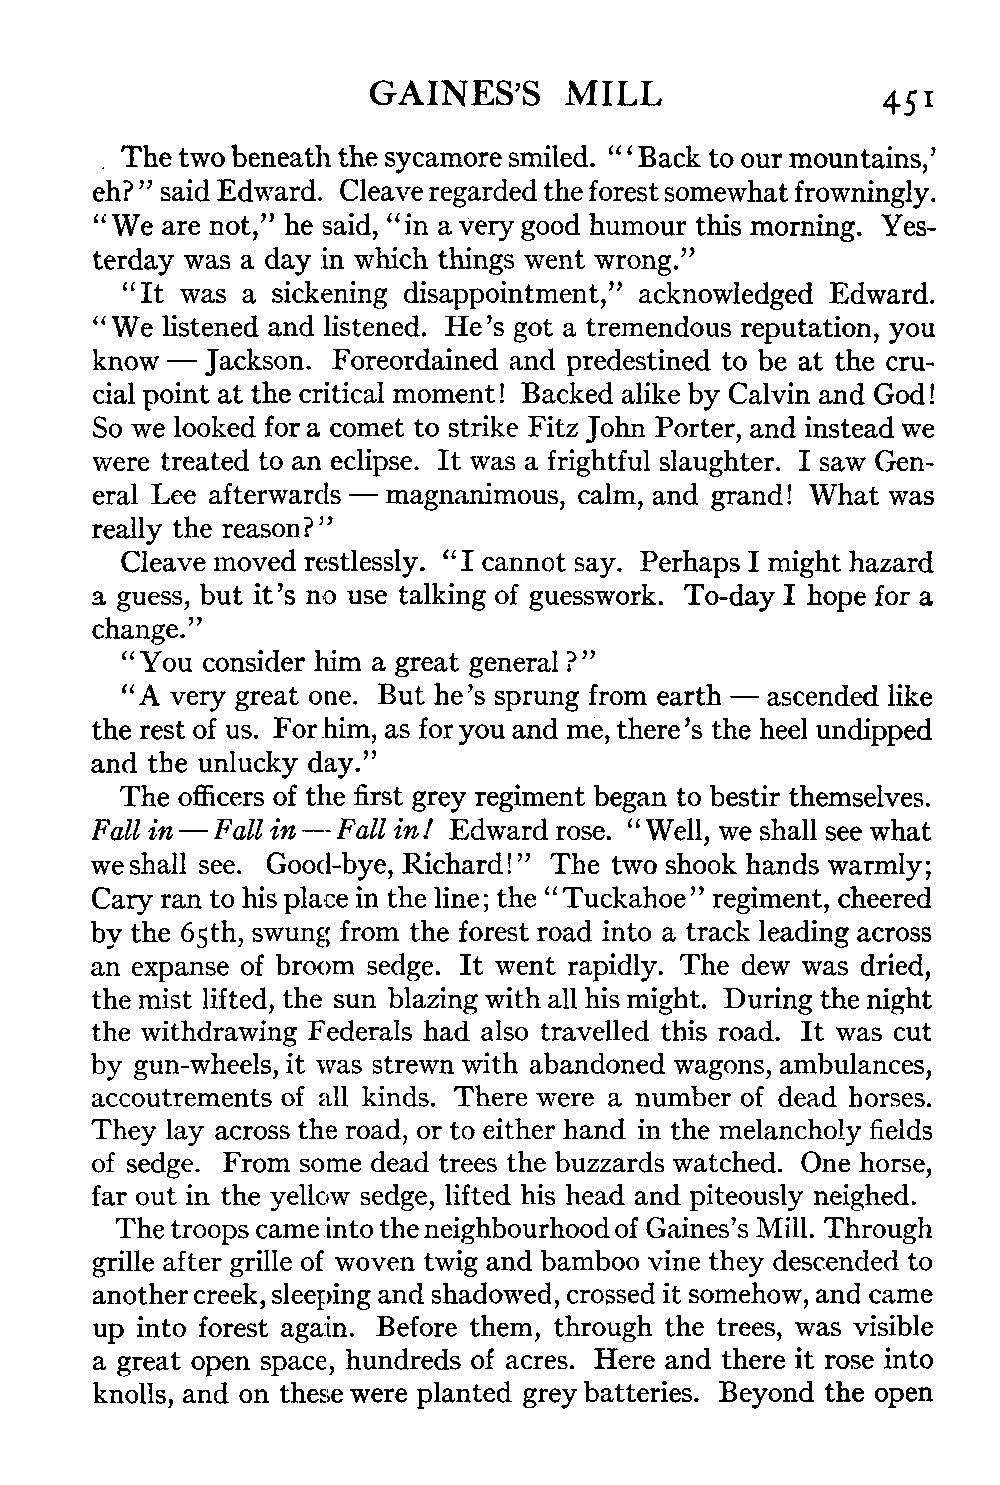 GAINES'S MILL 451
The two beneath the sycamore smiled. "'Back to our mountains,'
eh?" said Edward. Cleave regarded the forest somewhat frowningly.
"We are not," he said, "in a very good humour this morning. Yes-
terday was a day in which things went wrong."
"It was a sickening disappointment," acknowledged Edward.
"We listened and listened. He's got a tremendous reputation, you
know — Jackson. Foreordained and predestined to be at the cru-
cial point at the critical moment! Backed alike by Calvin and God!
So we looked for a comet to strike Fitz John Porter, and instead we
were treated to an eclipse. It was a frightful slaughter. I saw Gen-
eral Lee afterwards — magnanimous, calm, and grand! What was
really the reason?"
Cleave moved restlessly. "I cannot say. Perhaps I might hazard
a guess, but it's no use talking of guesswork. To-day I hope for a
change."
"You consider him a great general?"
"A very great one. But he's sprung from earth — ascended like
the rest of us. For him, as for you and me, there's the heel undipped
and the unlucky day."
The officers of the first grey regiment began to bestir themselves.
Fall in — Fall in — Fall in! Edward rose. "Well, we shall see what
we shall see. Good-bye, Richard!" The two shook hands warmly;
Cary ran to his place in the line; the "Tuckahoe" regiment, cheered
by the 65th, swung from the forest road into a track leading across
an expanse of broom sedge. It went rapidly. The dew was dried,
the mist lifted, the sun blazing with all his might. During the night
the withdrawing Federals had also travelled this road. It was cut
by gun-wheels, it was strewn with abandoned wagons, ambulances,
accoutrements of all kinds. There were a number of dead horses.
They lay across the road, or to either hand in the melancholy fields
of sedge. From some dead trees the buzzards watched. One horse,
far out in the yellow sedge, lifted his head and piteously neighed.
The troops came into the neighbourhood of Gaines's Mill. Through
grille after grille of woven twig and bamboo vine they descended to
another creek, sleeping and shadowed, crossed it somehow, and came
up into forest again. Before them, through the trees, was visible
a great open space, hundreds of acres. Here and there it rose into
knolls, and on these were planted grey batteries. Beyond the open